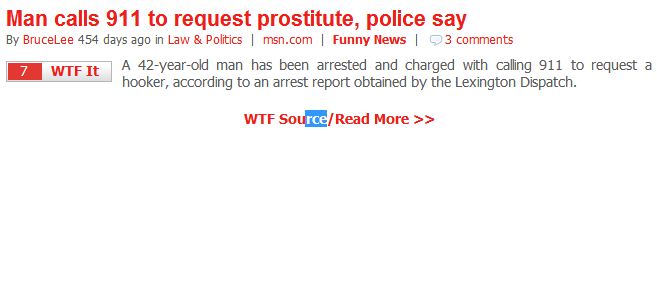 Man calls 911 to request prostitute, police say
By BruceLee 454 days ago in Law & Politics | msn.com | Funny News | 3 comments
7 WTF It
A 42-year-old man has been arrested and charged with calling 911 to request a
hooker, according to an arrest report obtained by the Lexington Dispatch.
WTF Source/Read More >>